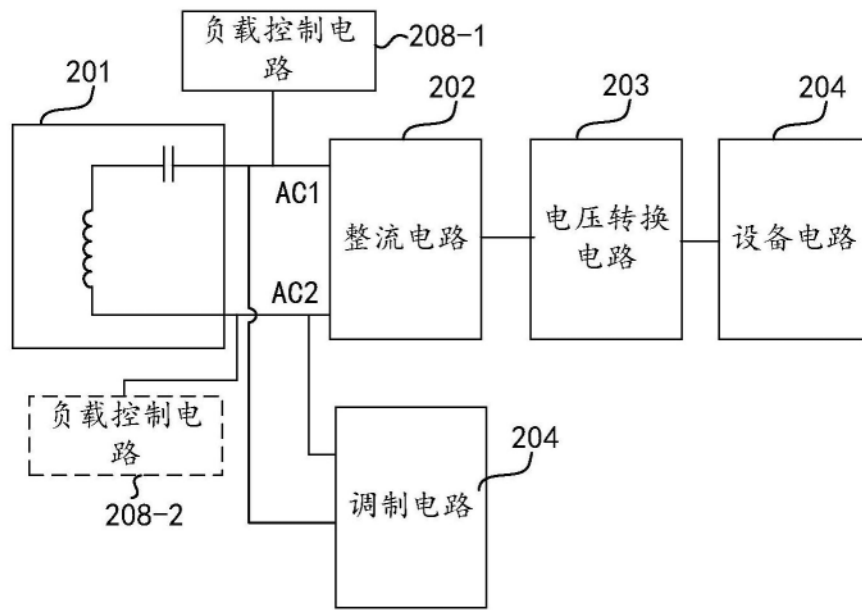 负载控制电
路
208-1
201
202
203
204
AC1
整流电路
电压转换
电路
设备电路
AC2
负载控制电
路
208-2
204
调制电路